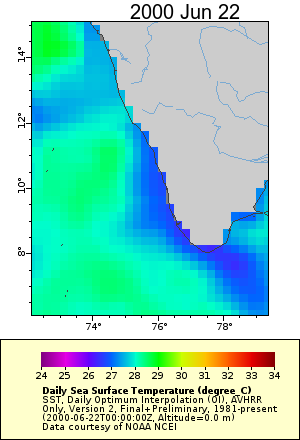 2000 Jun 22
14°
12°
10°
8°
74° 76° 78°
24 25 26 27 28 29 30 31 32 33 34
Daily Sea Surface Temperature (degree_C)
SST, Daily Optimum Interpolation (OI), AVHRR
Only, Version 2, Final+Preliminary, 1981-present
(2000-06-22T00:00:00Z, Altitude=0.0 m)
Data courtesy of NOAA NCEI